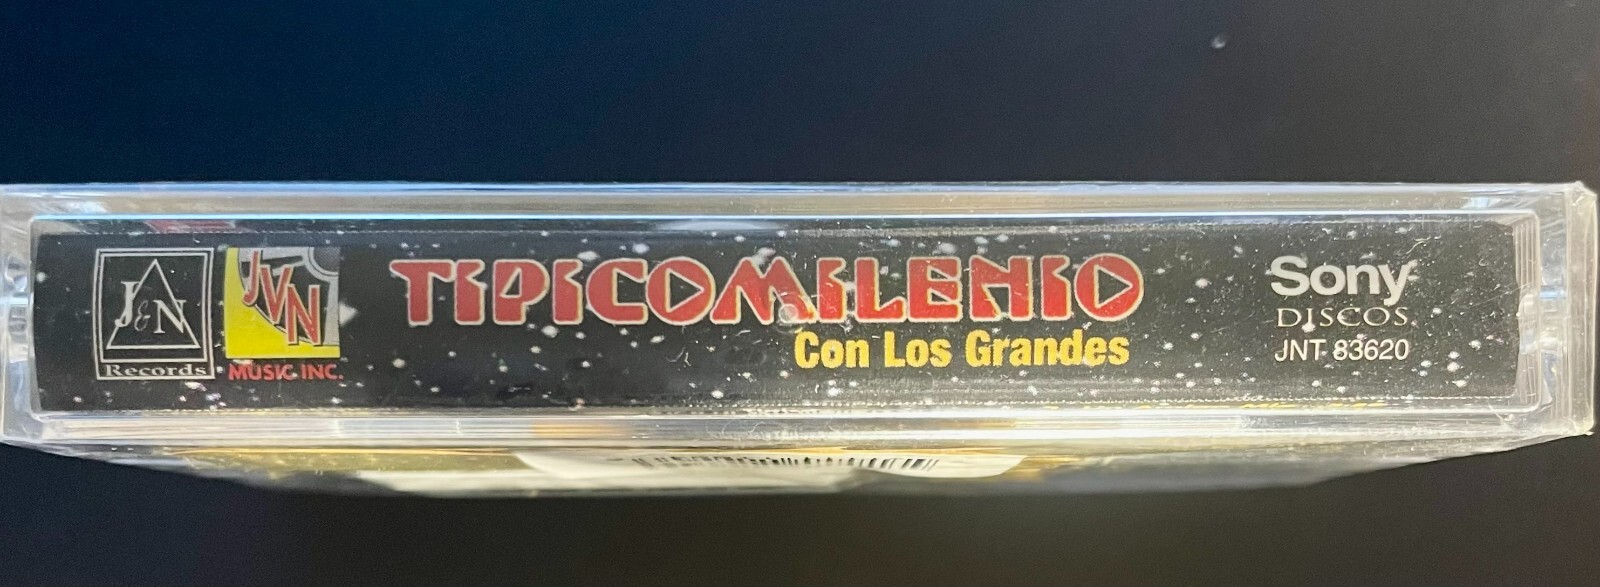 J&N
Records
JVN
MUSIC INC.
TIPICOMILENIO
Con Los Grandes
Sony
DISCOS
JNT 83620